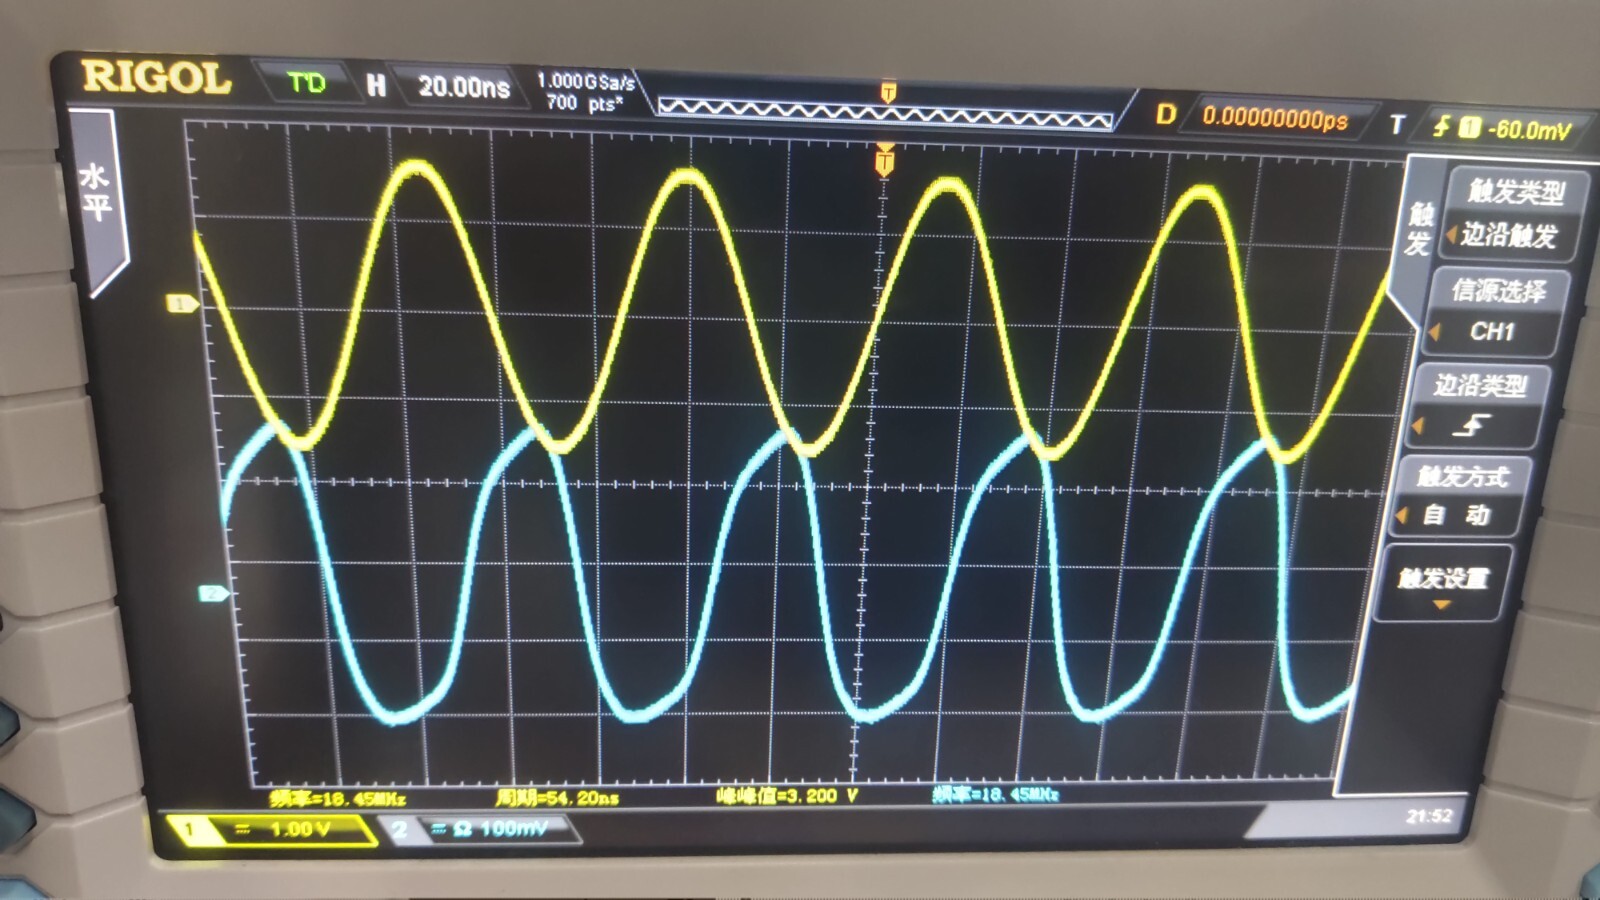 RIGOL T'D H 20.00ns 1.000GSa/s
700 pts*
D 0.00000000ps T 1 -60.0mV
T
T
水平
1
2
触发
触发类型
边沿触发
信源选择
CH1
边沿类型
触发方式
自 动
触发设置
频率=18.45MHz 周期=54.20ns 峰峰值=3.200 V 频率=18.45MHz
1 1.00V 2 Ω 100mV
21:52